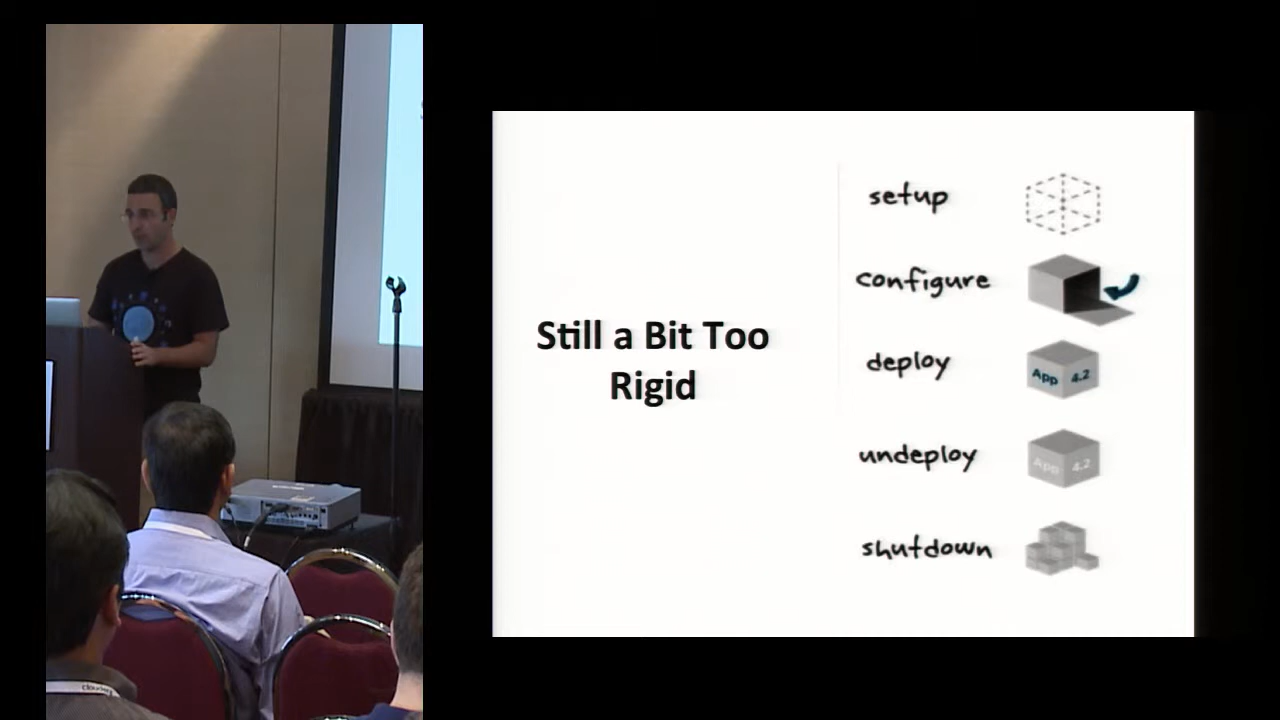 setup
configure
Still a Bit Too
Rigid
deploy
App 4.2
undeploy
App 4.2
shutdown